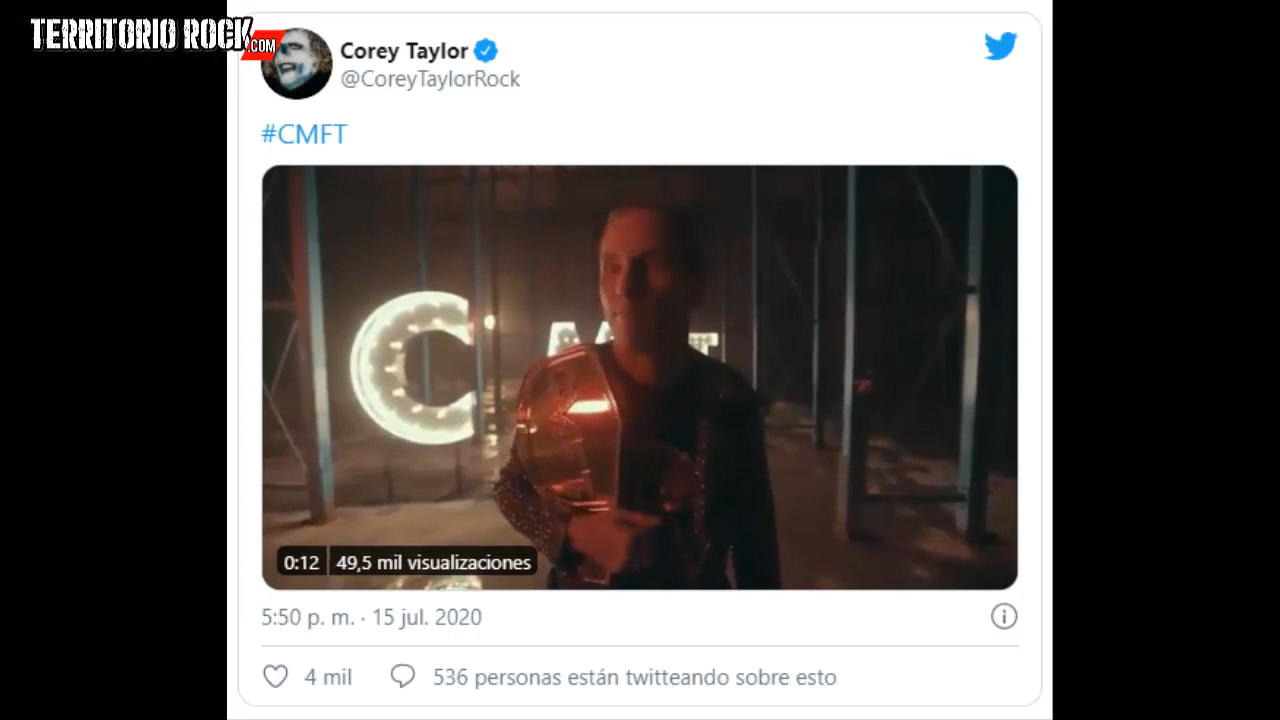 TERRITORIO ROCK
.COM
Corey Taylor
@CoreyTaylorRock
#CMFT
C M T
0:12 49,5 mil visualizaciones
5:50 p. m. · 15 jul. 2020
4 mil 536 personas están twitteando sobre esto